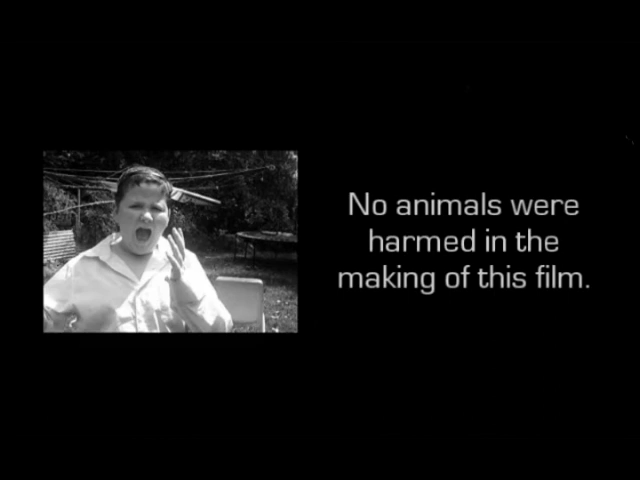 No animals were
harmed in the
making of this film.